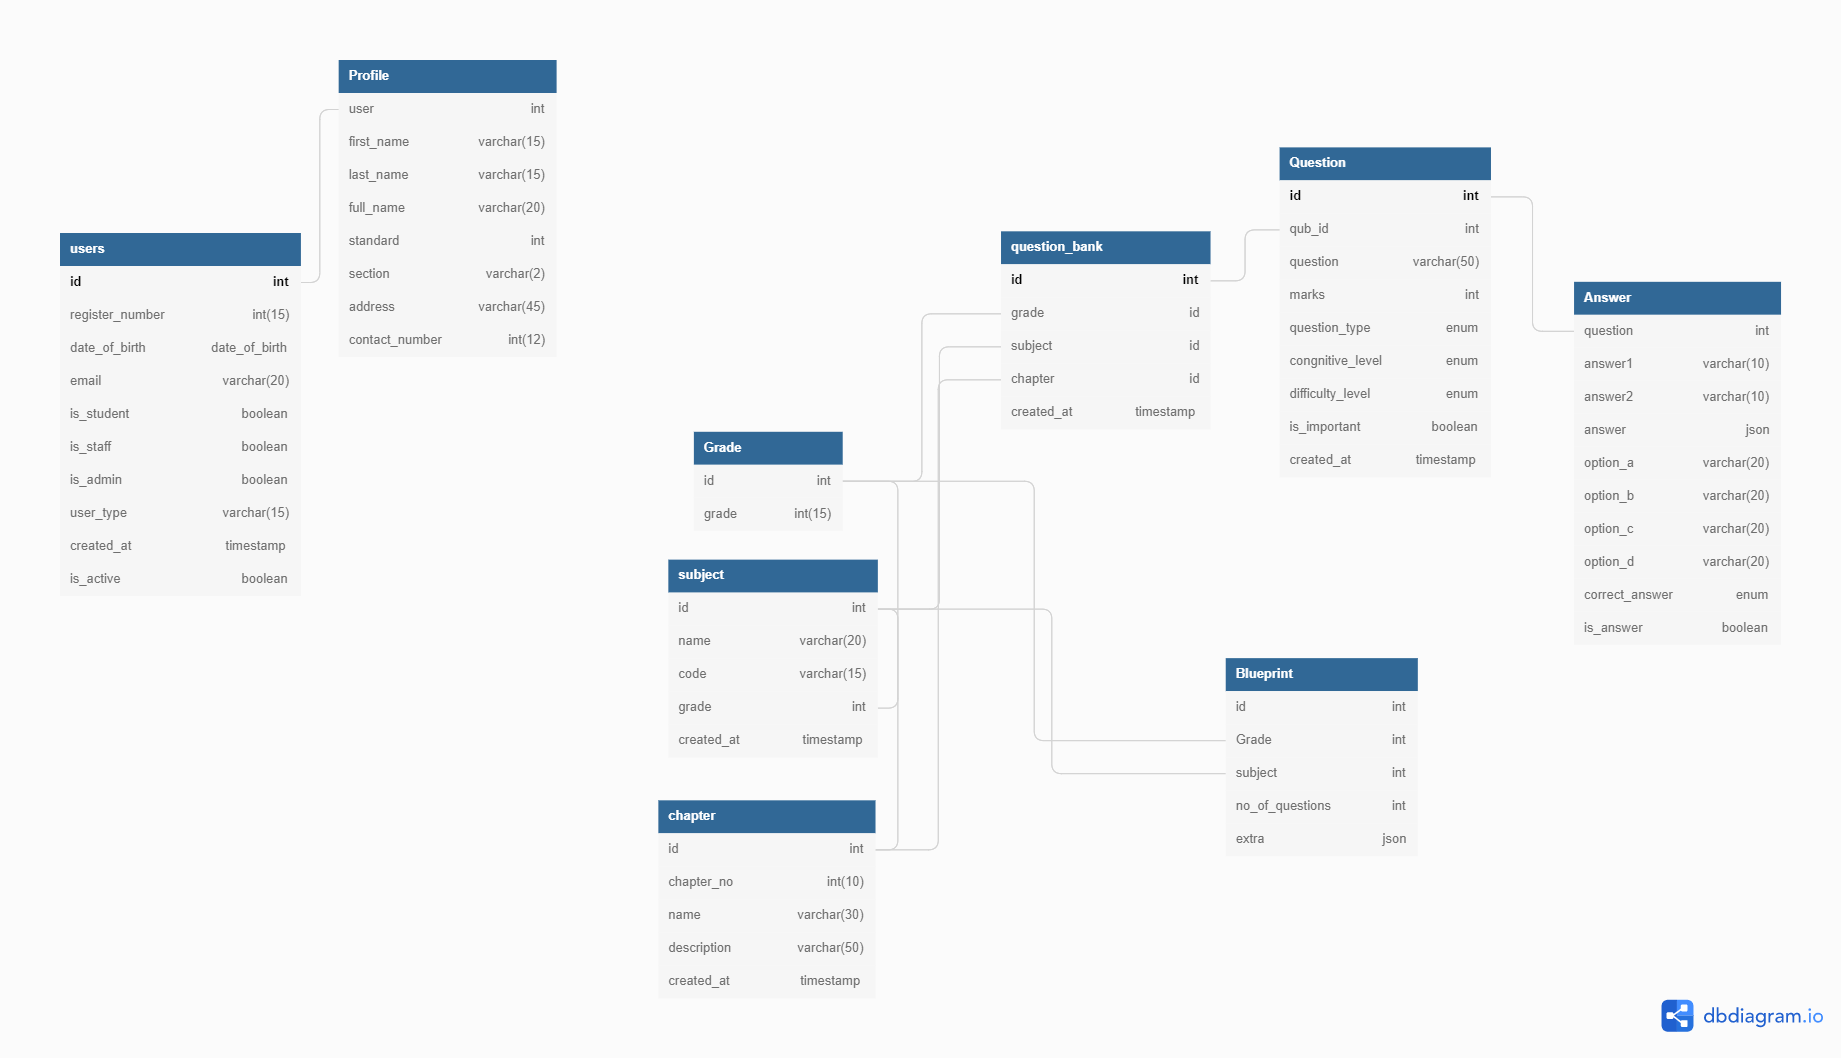 Profile
user int
first_name varchar(15)
last_name varchar(15)
full_name varchar(20)
standard int
section varchar(2)
address varchar(45)
contact_number int(12)
users
id int
register_number int(15)
date_of_birth date_of_birth
email varchar(20)
is_student boolean
is_staff boolean
is_admin boolean
user_type varchar(15)
created_at timestamp
is_active boolean
Grade
id int
grade int(15)
subject
id int
name varchar(20)
code varchar(15)
grade int
created_at timestamp
chapter
id int
chapter_no int(10)
name varchar(30)
description varchar(50)
created_at timestamp
question_bank
id int
grade id
subject id
chapter id
created_at timestamp
Question
id int
qub_id int
question varchar(50)
marks int
question_type enum
congnitive_level enum
difficulty_level enum
is_important boolean
created_at timestamp
Answer
question int
answer1 varchar(10)
answer2 varchar(10)
answer json
option_a varchar(20)
option_b varchar(20)
option_c varchar(20)
option_d varchar(20)
correct_answer enum
is_answer boolean
Blueprint
id int
Grade int
subject int
no_of_questions int
extra json
dbdiagram.io